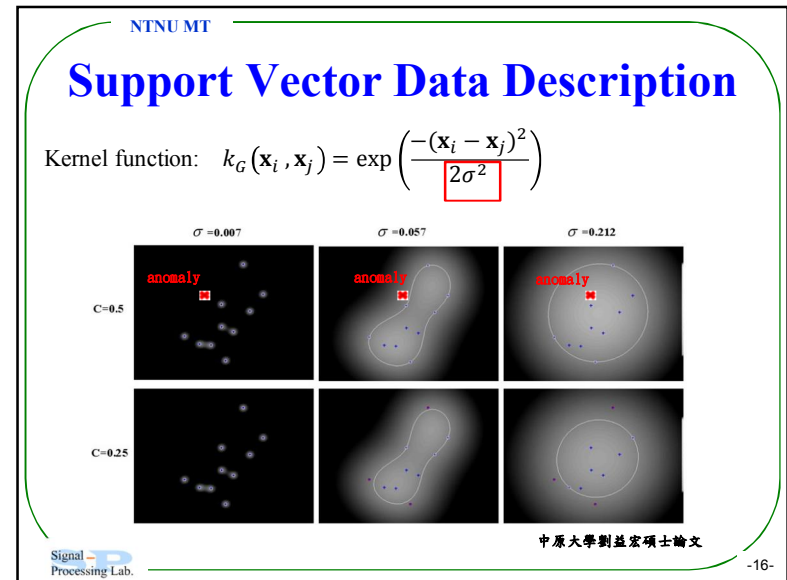 NTNU MT
Support Vector Data Description
Kernel function: k_G(x_i , x_j) = exp(−(x_i − x_j)² / 2σ²)
σ =0.007 σ =0.057 σ =0.212
anomaly anomaly anomaly
C=0.5
C=0.25
中原大學劉益宏碩士論文
SP
Signal
Processing Lab.
-16-